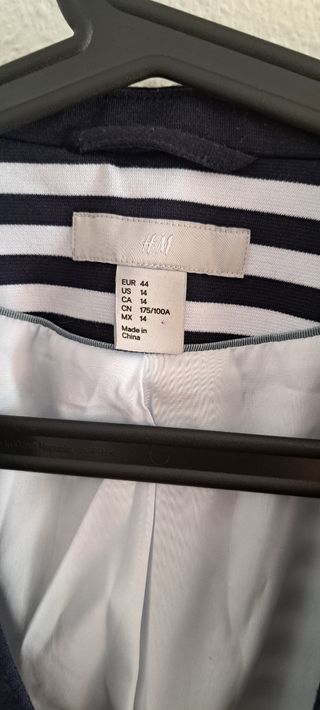 H&M
EUR 44
US 14
CA 14
CN 175/100A
MX 14
Made in
China